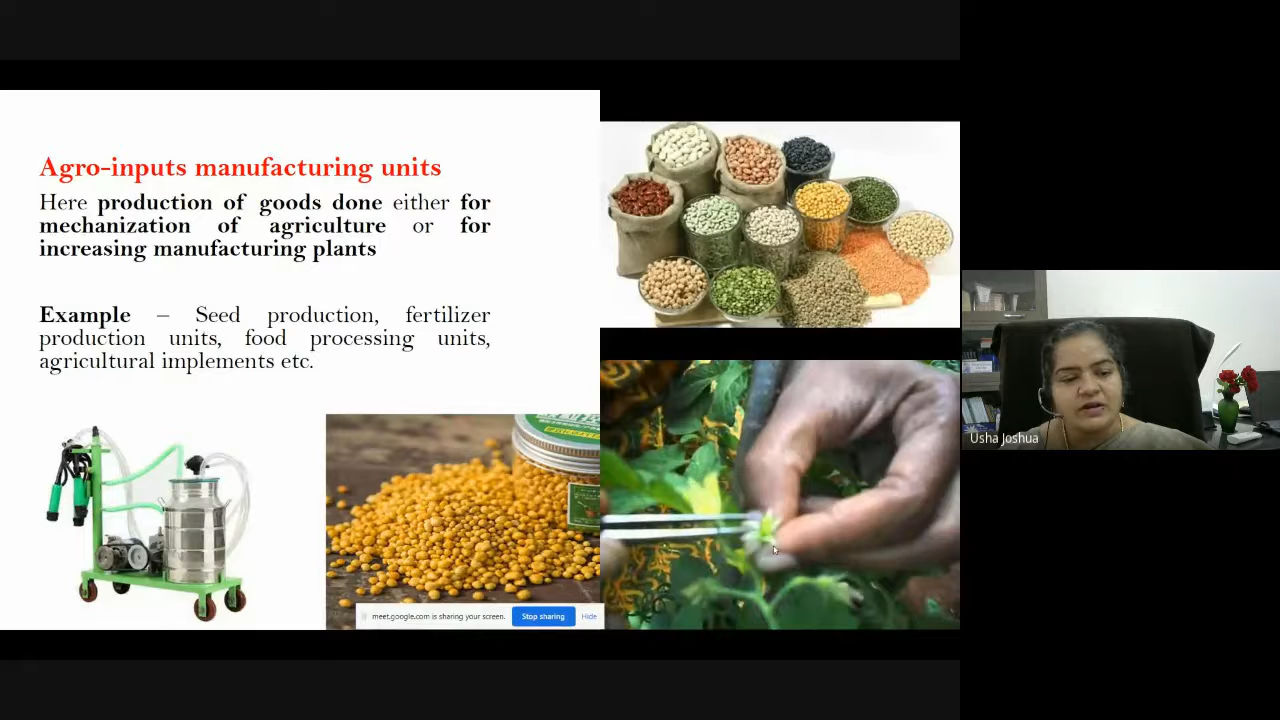 Agro-inputs manufacturing units
Here production of goods done either for
mechanization of agriculture or for
increasing manufacturing plants
Example – Seed production, fertilizer
production units, food processing units,
agricultural implements etc.
meet.google.com is sharing your screen. Stop sharing Hide
Usha Joshua